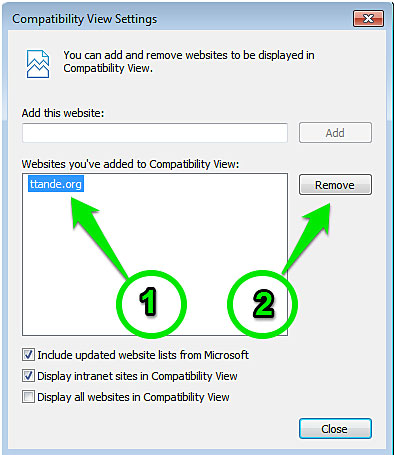 Compatibility View Settings
You can add and remove websites to be displayed in
Compatibility View.
Add this website:
Add
Websites you've added to Compatibility View:
ttande.org
Remove
1
2
Include updated website lists from Microsoft
Display intranet sites in Compatibility View
Display all websites in Compatibility View
Close